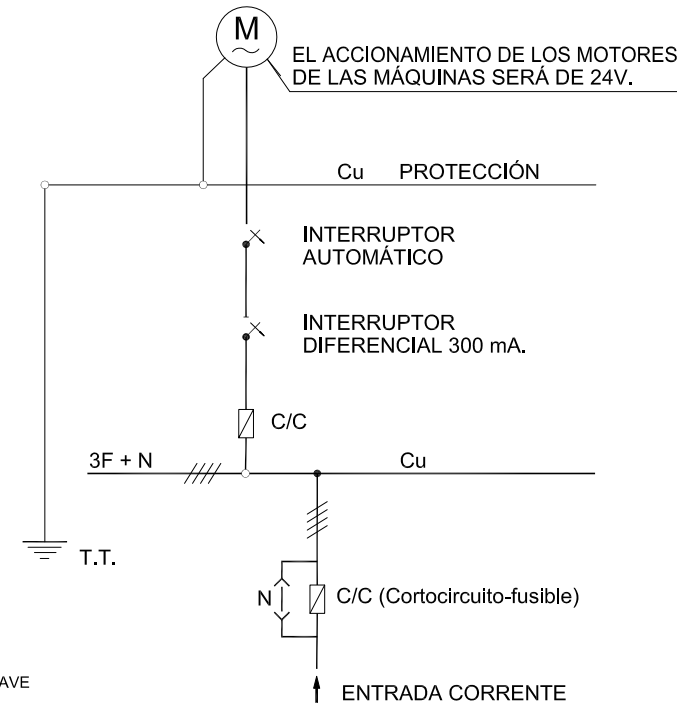 M
EL ACCIONAMIENTO DE LOS MOTORES
DE LAS MÁQUINAS SERÁ DE 24V.
Cu PROTECCIÓN
INTERRUPTOR
AUTOMÁTICO
INTERRUPTOR
DIFERENCIAL 300 mA.
C/C
3F + N
Cu
T.T.
N
C/C (Cortocircuito-fusible)
AVE
ENTRADA CORRENTE